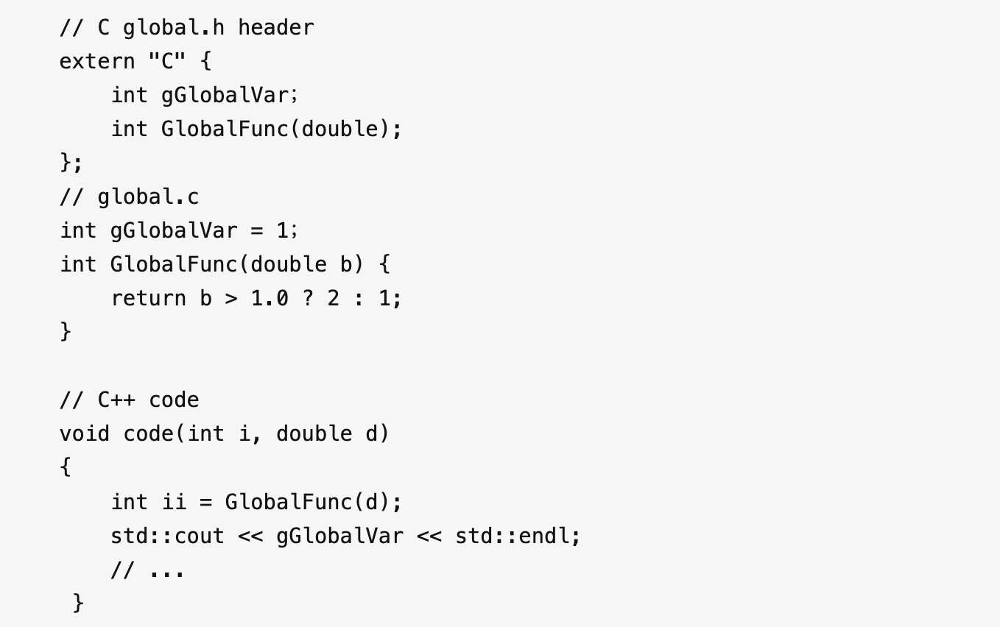 // C global.h header
extern "C" {
    int gGlobalVar;
    int GlobalFunc(double);
};
// global.c
int gGlobalVar = 1;
int GlobalFunc(double b) {
    return b > 1.0 ? 2 : 1;
}

// C++ code
void code(int i, double d)
{
    int ii = GlobalFunc(d);
    std::cout << gGlobalVar << std::endl;
    // ...
 }